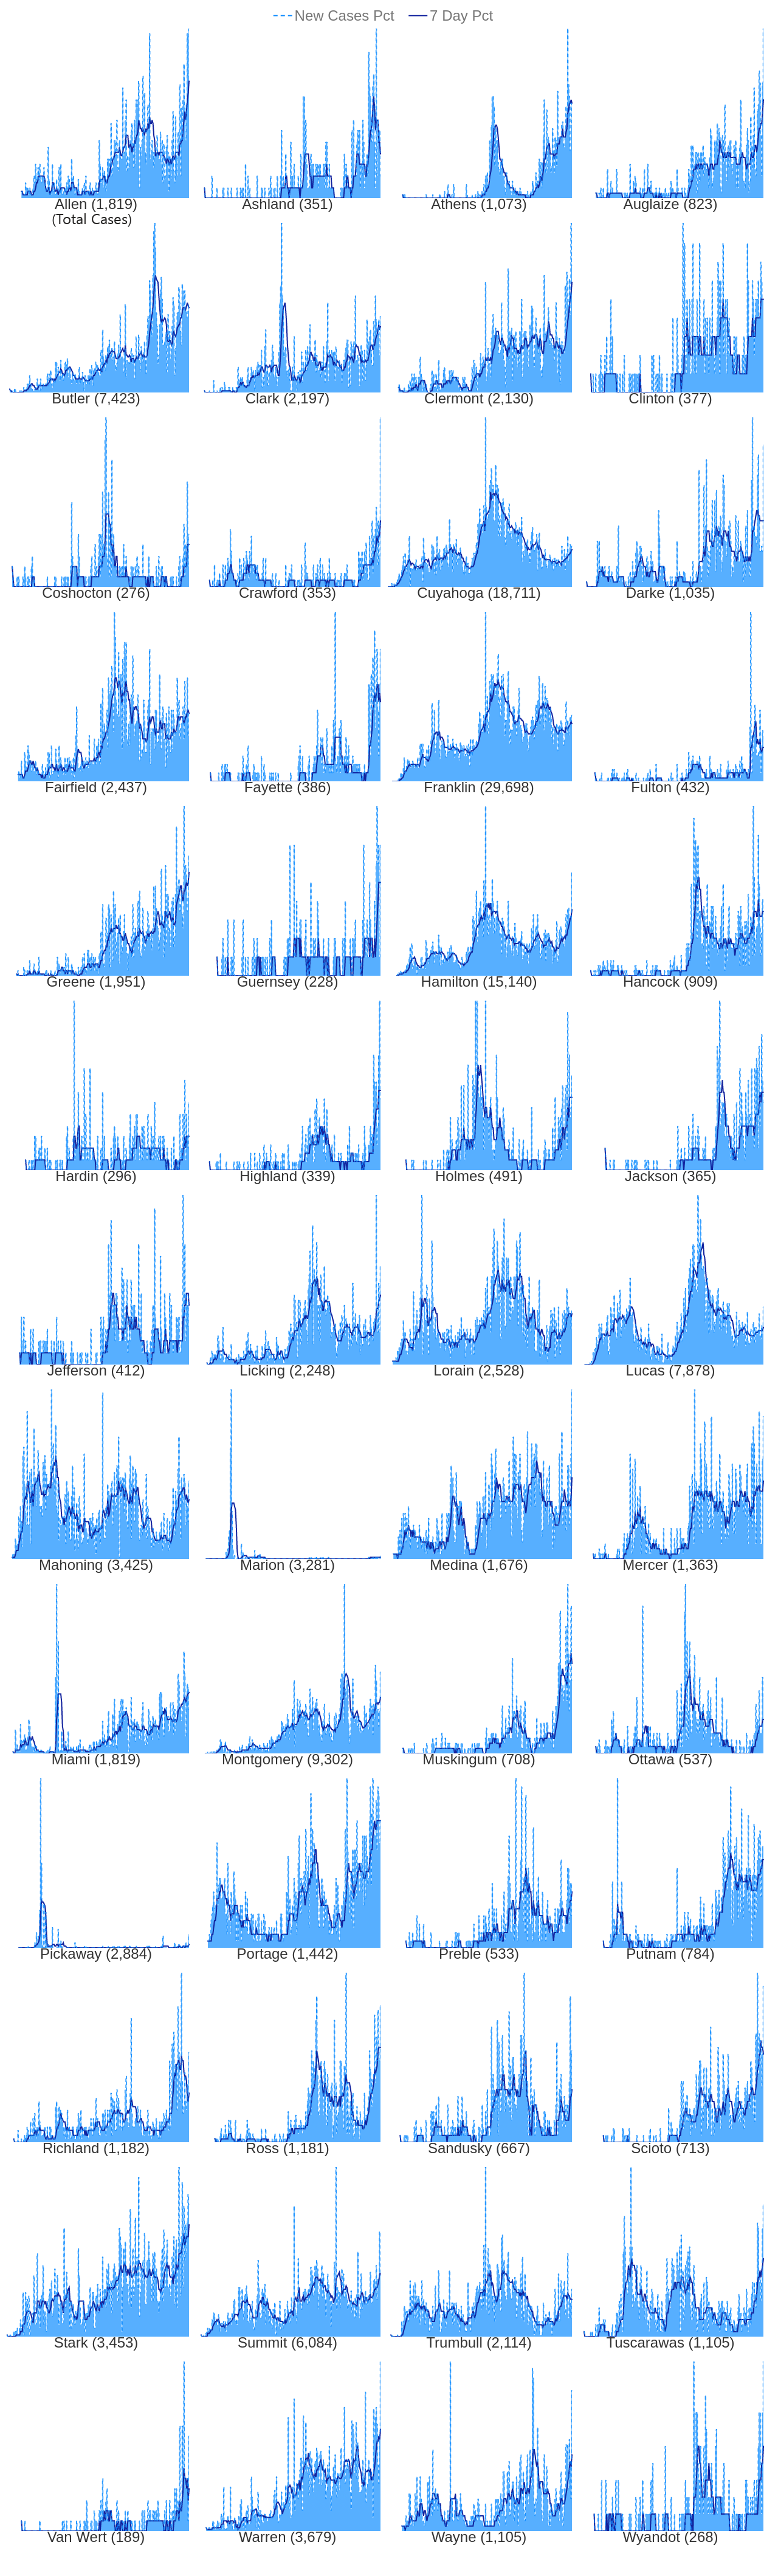 New Cases Pct 7 Day Pct
Allen (1,819) Ashland (351) Athens (1,073) Auglaize (823)
(Total Cases)
Butler (7,423) Clark (2,197) Clermont (2,130) Clinton (377)
Coshocton (276) Crawford (353) Cuyahoga (18,711) Darke (1,035)
Fairfield (2,437) Fayette (386) Franklin (29,698) Fulton (432)
Greene (1,951) Guernsey (228) Hamilton (15,140) Hancock (909)
Hardin (296) Highland (339) Holmes (491) Jackson (365)
Jefferson (412) Licking (2,248) Lorain (2,528) Lucas (7,878)
Mahoning (3,425) Marion (3,281) Medina (1,676) Mercer (1,363)
Miami (1,819) Montgomery (9,302) Muskingum (708) Ottawa (537)
Pickaway (2,884) Portage (1,442) Preble (533) Putnam (784)
Richland (1,182) Ross (1,181) Sandusky (667) Scioto (713)
Stark (3,453) Summit (6,084) Trumbull (2,114) Tuscarawas (1,105)
Van Wert (189) Warren (3,679) Wayne (1,105) Wyandot (268)